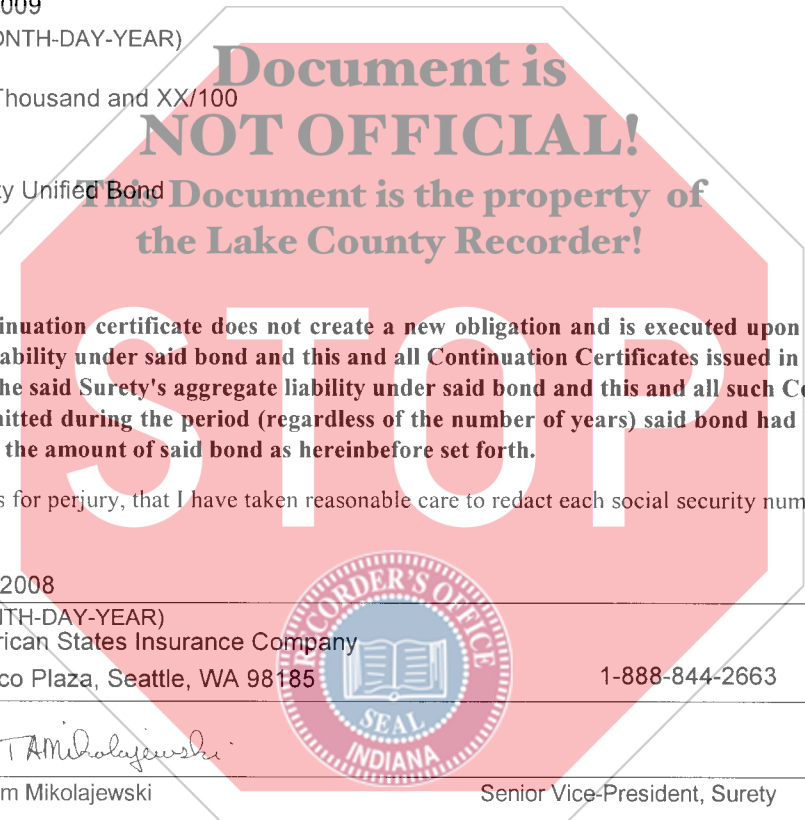 009
ONTH-DAY-YEAR)
Document is
Thousand and XX/100
NOT OFFICIAL!
y Unified Bond
This Document is the property of
the Lake County Recorder!
STOP
inuation certificate does not create a new obligation and is executed upon
ability under said bond and this and all Continuation Certificates issued in
he said Surety's aggregate liability under said bond and this and all such Ce
nitted during the period (regardless of the number of years) said bond had
the amount of said bond as hereinbefore set forth.
s for perjury, that I have taken reasonable care to redact each social security num
2008
NTH-DAY-YEAR)
rican States Insurance Company
co Plaza, Seattle, WA 98185 1-888-844-2663
RECORDER'S OFFICE
SEAL
INDIANA
TAMikolajewski
m Mikolajewski Senior Vice-President, Surety